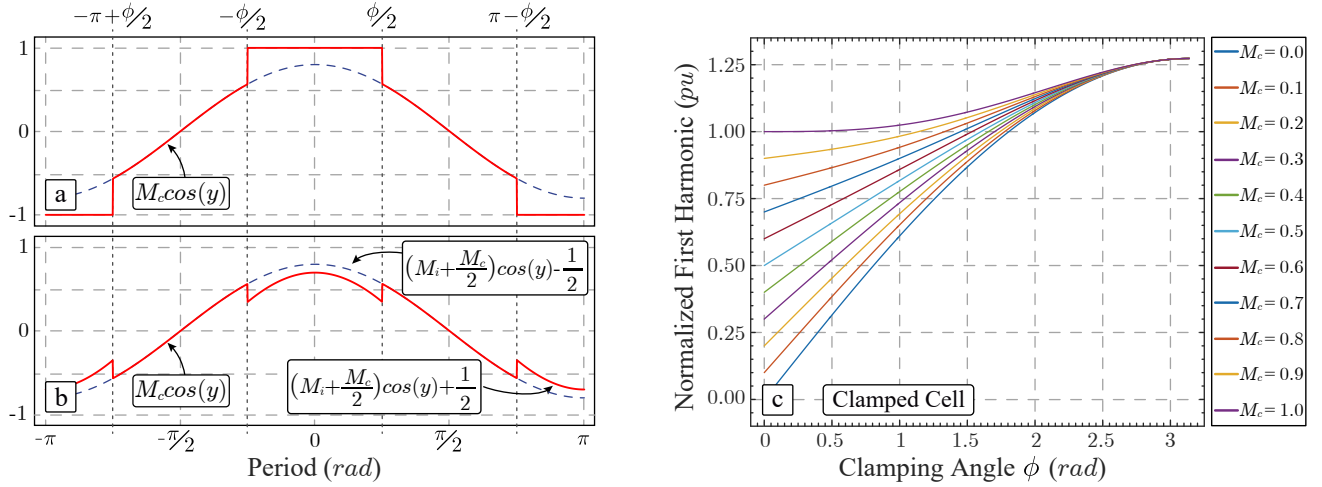 −π+ϕ/2 −ϕ/2 ϕ/2 π−ϕ/2
1
0
-1
a
M_c cos(y)
1
0
-1
b
M_c cos(y)
(M_i+M_c/2)cos(y)-1/2
(M_i+M_c/2)cos(y)+1/2
-π -π/2 0 π/2 π
Period (rad)
Normalized First Harmonic (pu)
1.25
1.00
0.75
0.50
0.25
0.00
c
Clamped Cell
0 0.5 1 1.5 2 2.5 3
Clamping Angle ϕ (rad)
M_c = 0.0
M_c = 0.1
M_c = 0.2
M_c = 0.3
M_c = 0.4
M_c = 0.5
M_c = 0.6
M_c = 0.7
M_c = 0.8
M_c = 0.9
M_c = 1.0